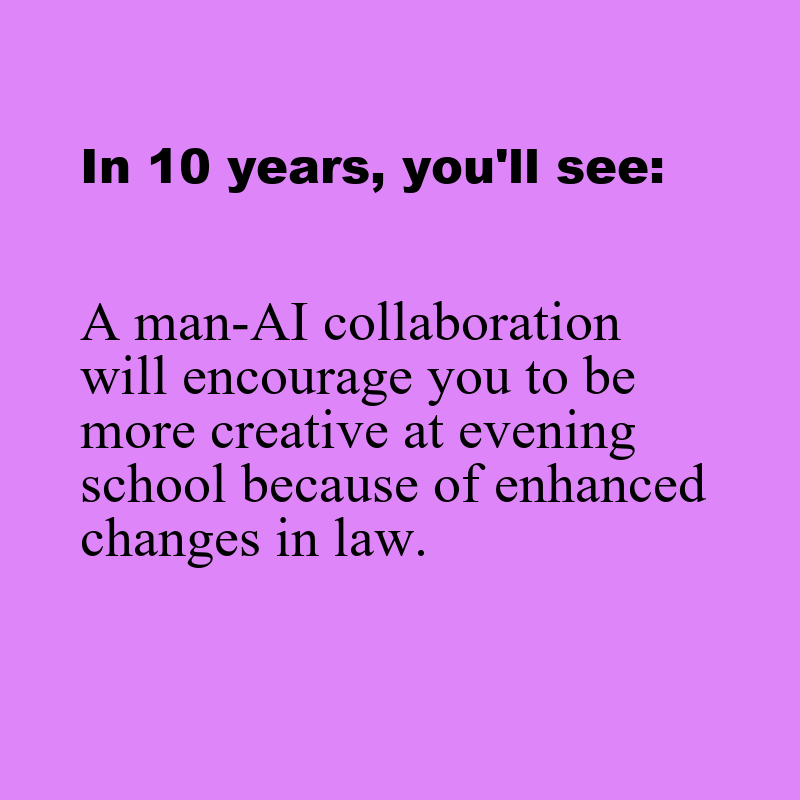 In 10 years, you'll see:
A man-AI collaboration
will encourage you to be
more creative at evening
school because of enhanced
changes in law.